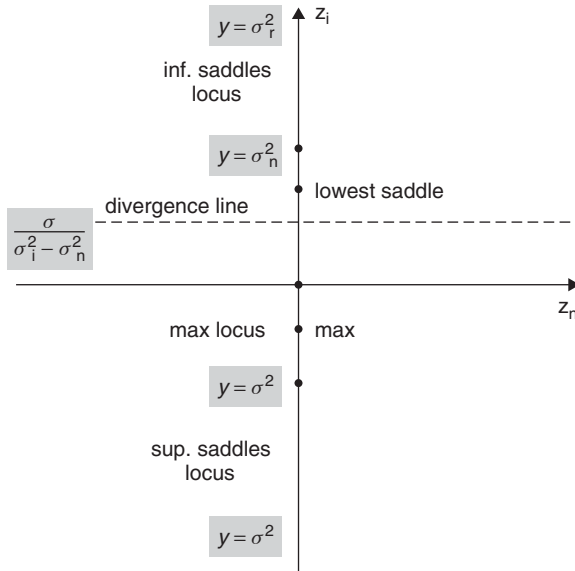 y = σ²ᵣ
zᵢ
inf. saddles
locus
y = σ²ₙ
lowest saddle
divergence line
σ
σ²ᵢ − σ²ₙ
zₙ
max locus
max
y = σ²
sup. saddles
locus
y = σ²